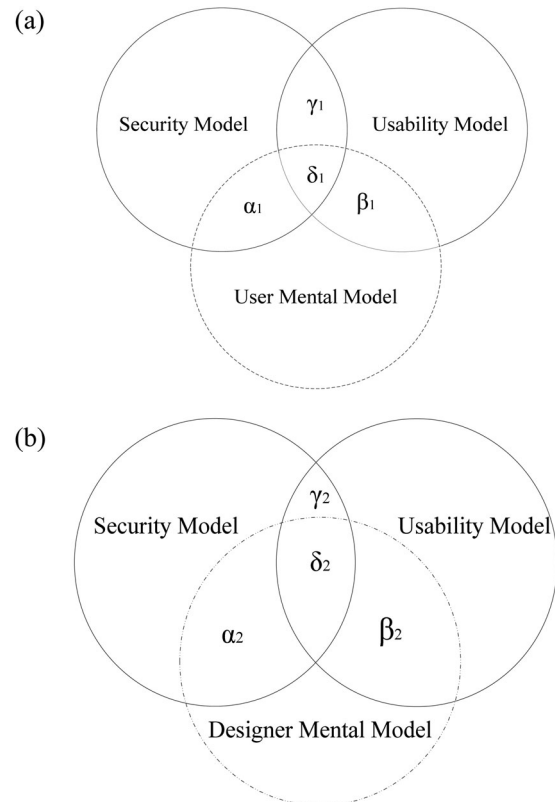 (a)
γ1
Security Model
Usability Model
δ1
α1
β1
User Mental Model
(b)
γ2
Security Model
Usability Model
δ2
α2
β2
Designer Mental Model